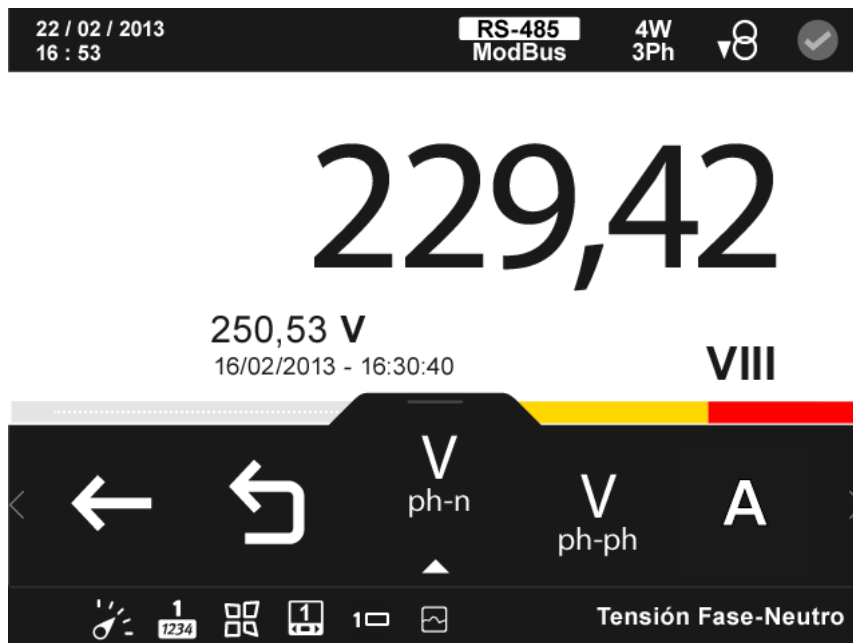 22 / 02 / 2013
16 : 53
RS-485
ModBus
4W
3Ph
229,42
250,53 V
16/02/2013 - 16:30:40
VIII
V
ph-n
V
ph-ph
A
1
1234
1
1
Tensión Fase-Neutro